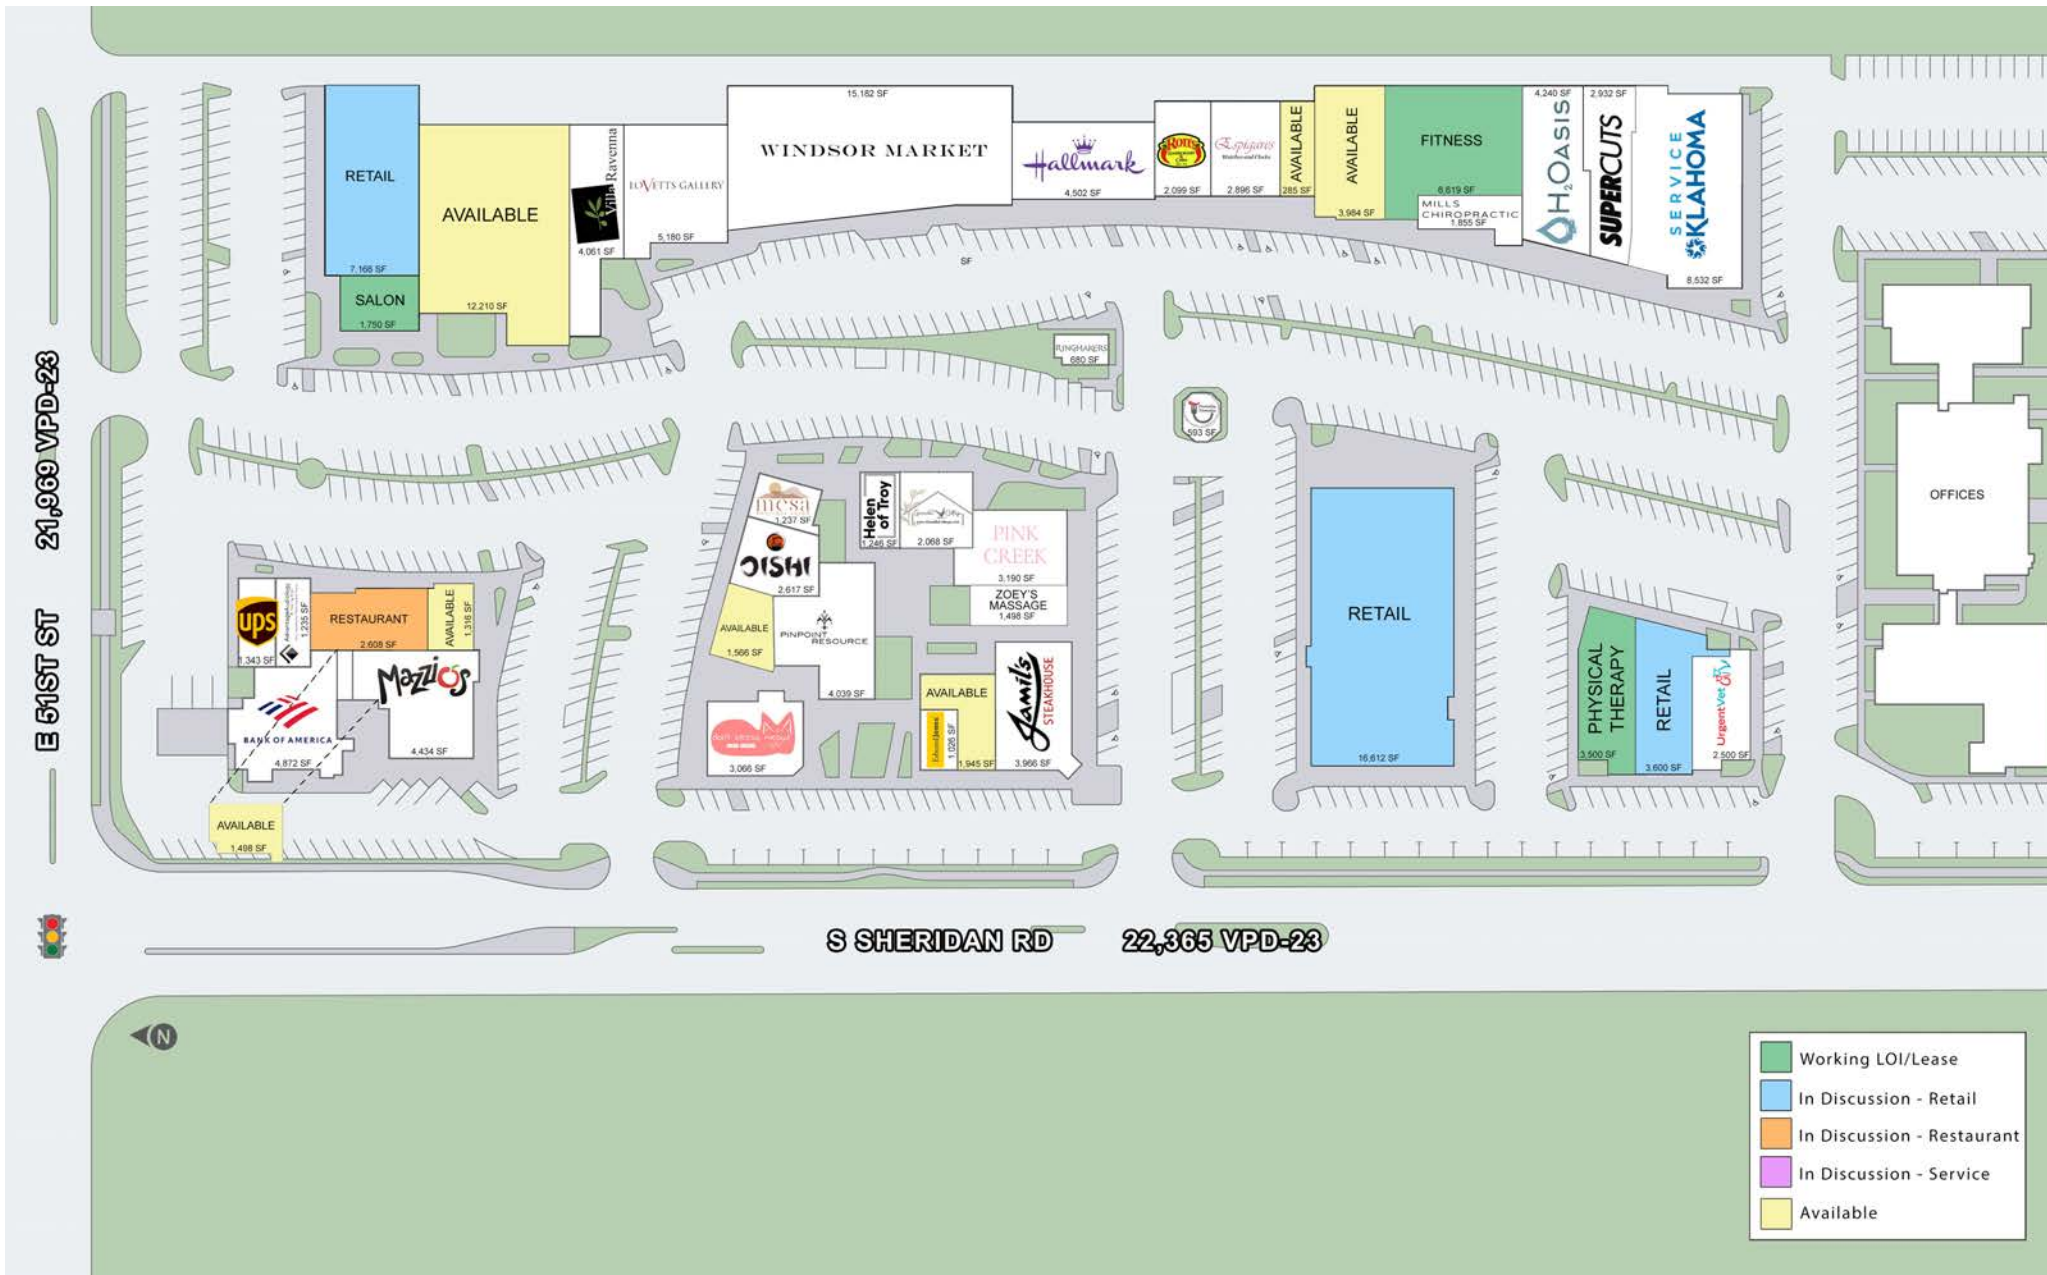 RETAIL
7,166 SF
SALON
1,750 SF
AVAILABLE
12,210 SF
Villa Ravenna
4,061 SF
LOVETTS GALLERY
5,180 SF
15,182 SF
WINDSOR MARKET
Hallmark
4,502 SF
Ron's
2,099 SF
Espigares
Watches and Clocks
2,896 SF
AVAILABLE
285 SF
AVAILABLE
3,984 SF
FITNESS
6,619 SF
MILLS
CHIROPRACTIC
1,855 SF
4,240 SF
H2OASIS
2,932 SF
SUPERCUTS
SERVICE
OKLAHOMA
8,532 SF
SF
RINGMAKERS
680 SF
593 SF
E 51ST ST
21,969 VPD-23
mesa
1,237 SF
OISHI
2,617 SF
AVAILABLE
1,566 SF
PINPOINT
RESOURCE
4,039 SF
3,066 SF
Helen
of Troy
1,246 SF
2,068 SF
PINK
CREEK
3,190 SF
ZOEY'S
MASSAGE
1,498 SF
AVAILABLE
1,945 SF
Edward Jones
1,026 SF
Jamil's
STEAKHOUSE
3,966 SF
ups
1,343 SF
1,235 SF
RESTAURANT
2,608 SF
AVAILABLE
1,316 SF
BANK OF AMERICA
4,872 SF
Mazzio's
4,434 SF
AVAILABLE
1,498 SF
RETAIL
16,612 SF
PHYSICAL
THERAPY
3,500 SF
RETAIL
3,600 SF
UrgentVet
2,500 SF
OFFICES
S SHERIDAN RD
22,365 VPD-23
N
Working LOI/Lease
In Discussion - Retail
In Discussion - Restaurant
In Discussion - Service
Available